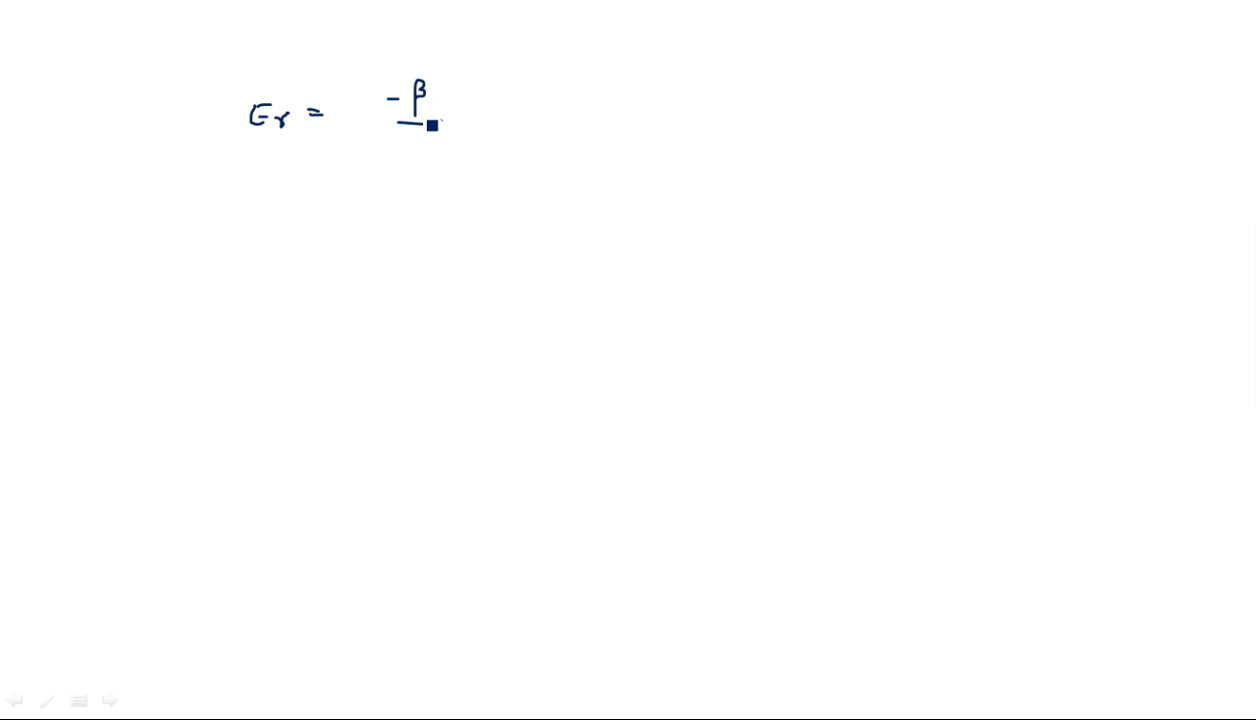 Er = -β